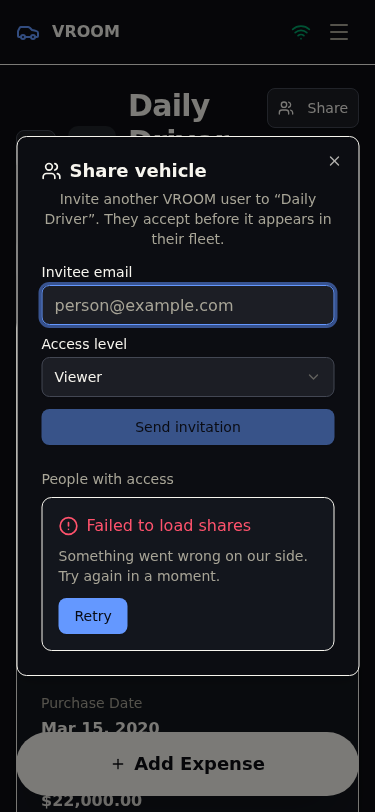 VROOM
Daily
Share
Share vehicle
Invite another VROOM user to “Daily
Driver”. They accept before it appears in
their fleet.
Invitee email
person@example.com
Access level
Viewer
Send invitation
People with access
Failed to load shares
Something went wrong on our side.
Try again in a moment.
Retry
Purchase Date
Mar 15, 2020
+ Add Expense
$22,000.00